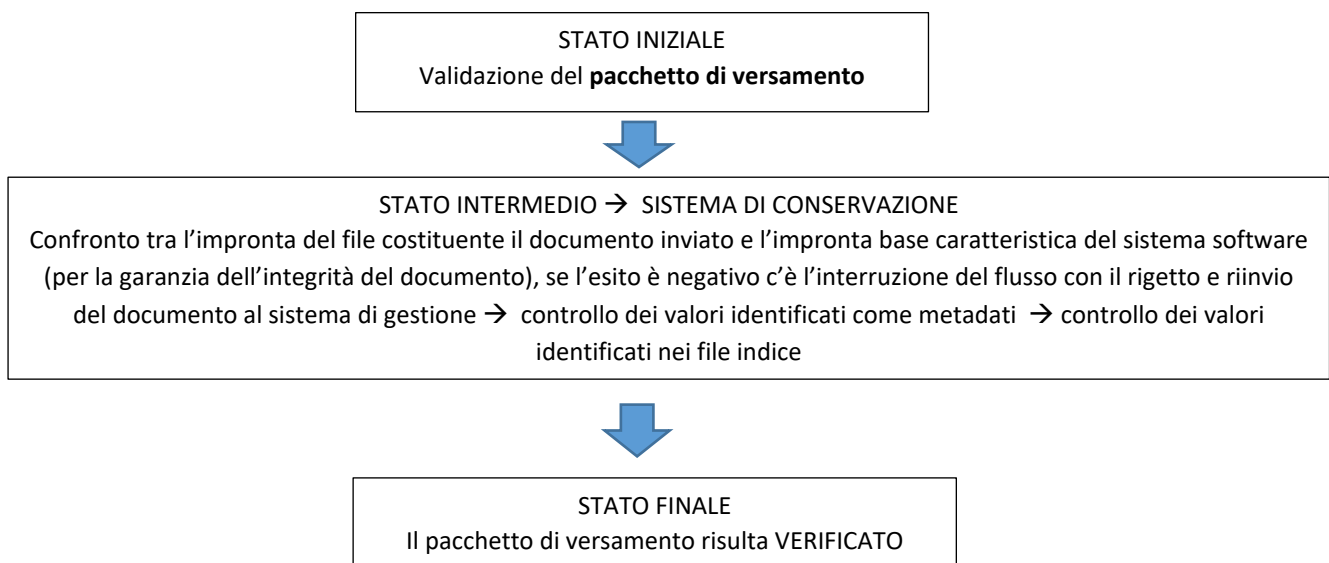 STATO INIZIALE
Validazione del pacchetto di versamento
STATO INTERMEDIO → SISTEMA DI CONSERVAZIONE
Confronto tra l’impronta del file costituente il documento inviato e l’impronta base caratteristica del sistema software
(per la garanzia dell’integrità del documento), se l’esito è negativo c’è l’interruzione del flusso con il rigetto e riinvio
del documento al sistema di gestione → controllo dei valori identificati come metadati → controllo dei valori
identificati nei file indice
STATO FINALE
Il pacchetto di versamento risulta VERIFICATO